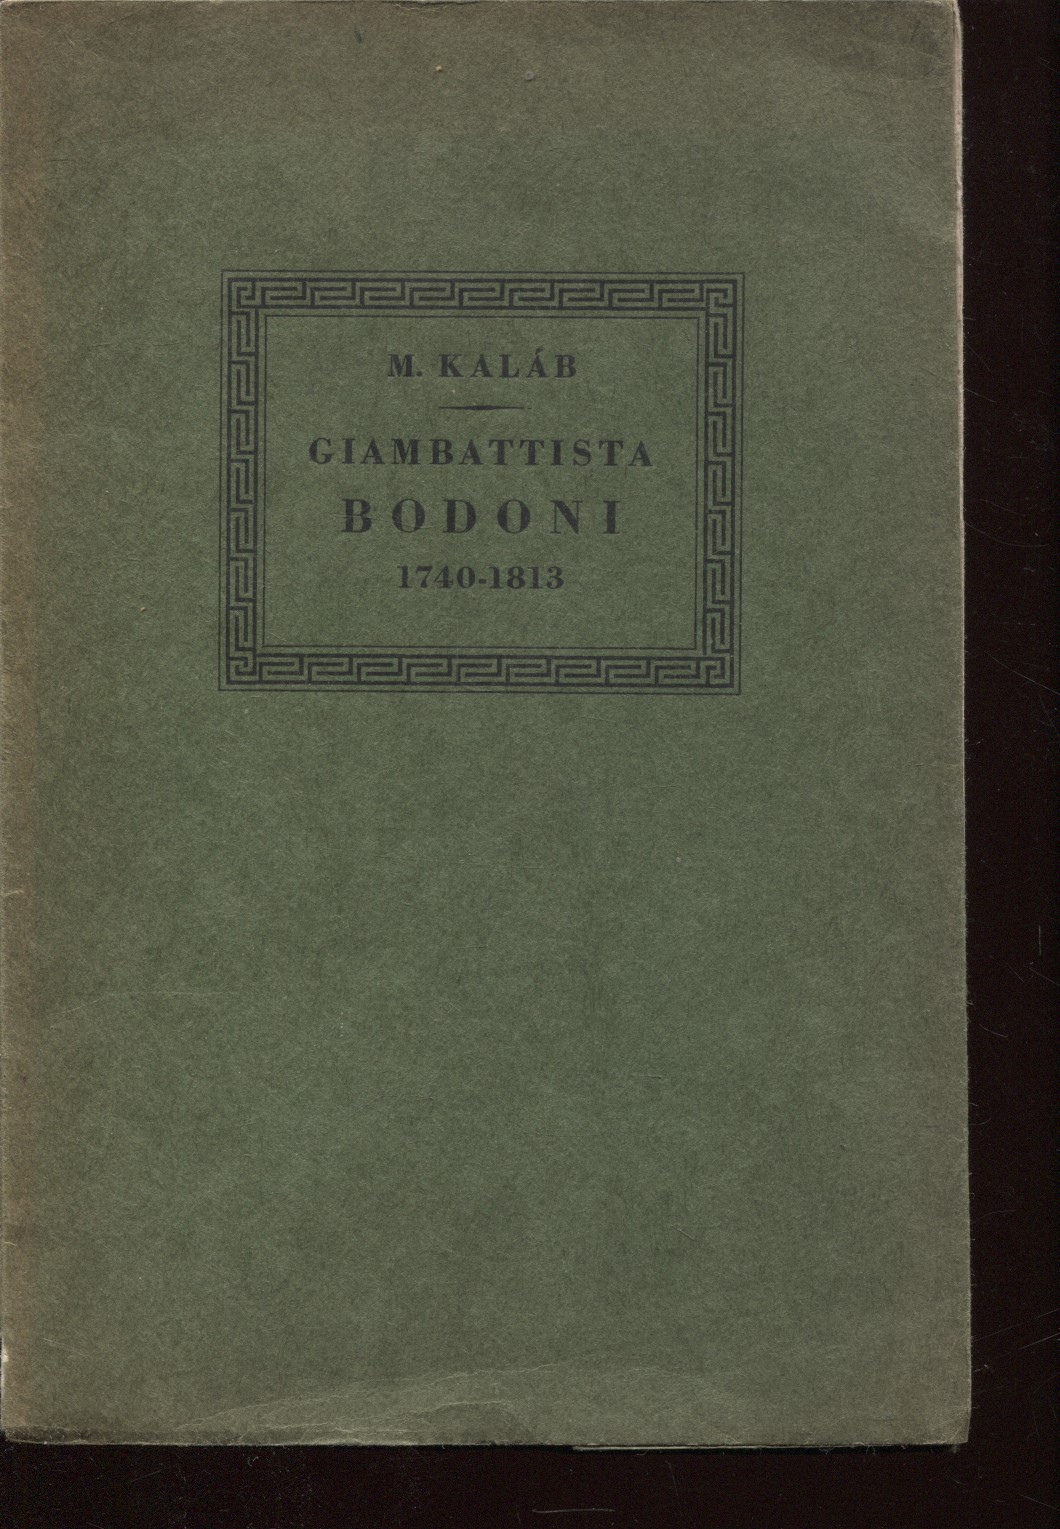 M. KALÁB
GIAMBATTISTA
BODONI
1740-1813